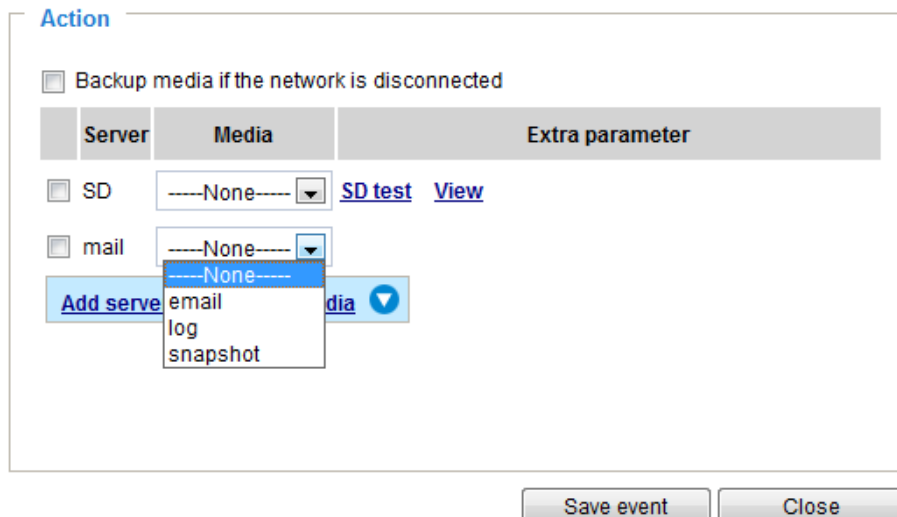 Action
Backup media if the network is disconnected
Server Media Extra parameter
SD -----None----- SD test View
mail -----None-----
-----None-----
Add serve dia
email
log
snapshot
Save event Close